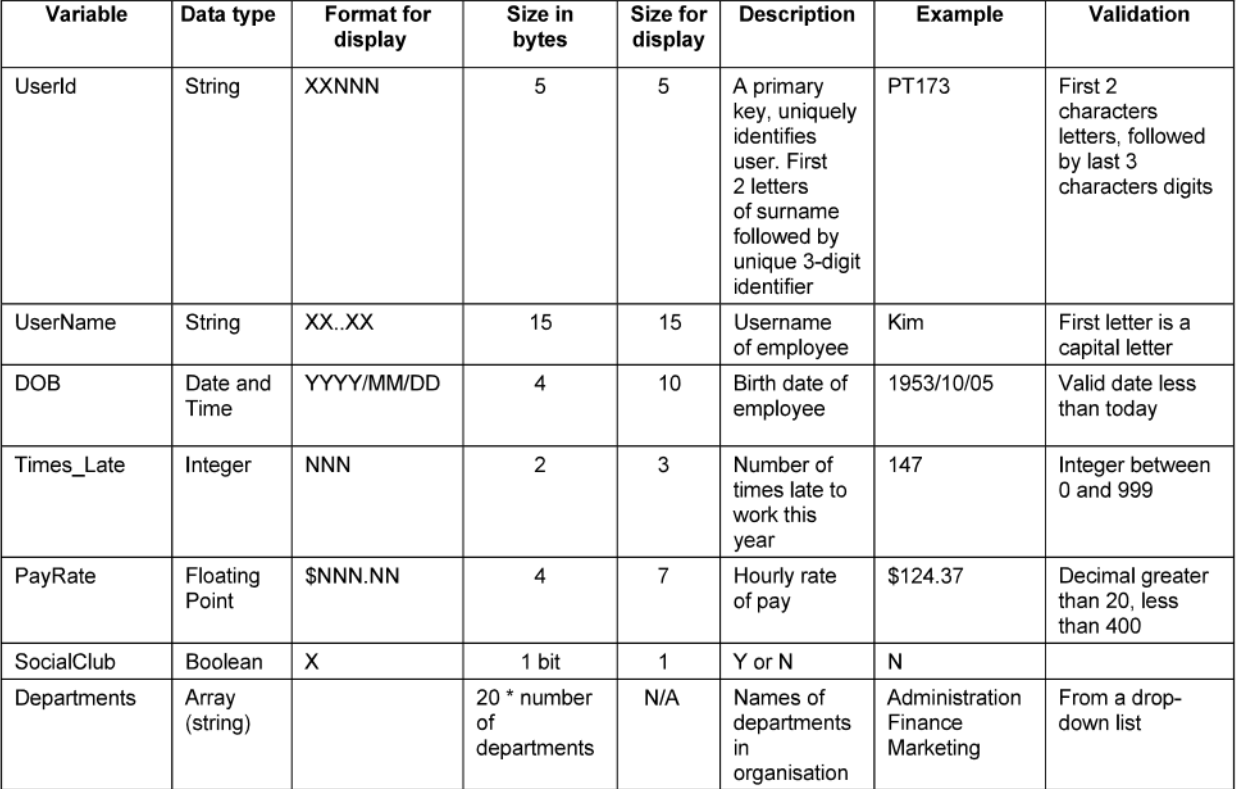 Variable
Data type
Format for
display
Size in
bytes
Size for
display
Description
Example
Validation
UserId
String
XXNNN
5
5
A primary
key, uniquely
identifies
user. First
2 letters
of surname
followed by
unique 3-digit
identifier
PT173
First 2
characters
letters, followed
by last 3
characters digits
UserName
String
XX..XX
15
15
Username
of employee
Kim
First letter is a
capital letter
DOB
Date and
Time
YYYY/MM/DD
4
10
Birth date of
employee
1953/10/05
Valid date less
than today
Times_Late
Integer
NNN
2
3
Number of
times late to
work this
year
147
Integer between
0 and 999
PayRate
Floating
Point
$NNN.NN
4
7
Hourly rate
of pay
$124.37
Decimal greater
than 20, less
than 400
SocialClub
Boolean
X
1 bit
1
Y or N
N
Departments
Array
(string)
20 * number
of
departments
N/A
Names of
departments
in
organisation
Administration
Finance
Marketing
From a drop-
down list